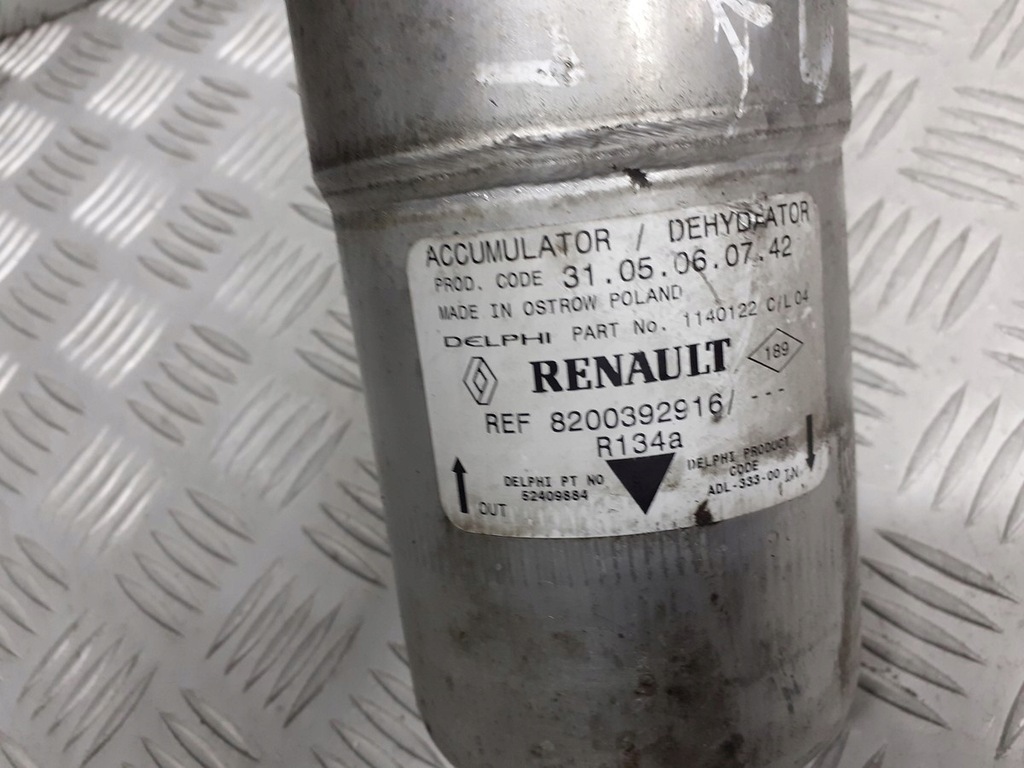 ACCUMULATOR / DEHYDRATOR
PROD. CODE 31.05.06.07.42
MADE IN OSTROW POLAND
DELPHI PART No. 1140122 C/L04
RENAULT 189
REF 8200392916/ ---
R134a
DELPHI PT NO
52409884
DELPHI PRODUCT
CODE
ADL-333-00
OUT
IN